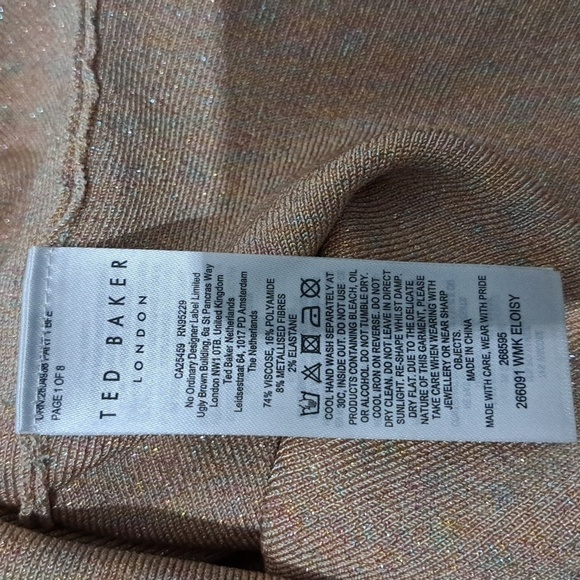 PAGE 1 OF 8
TED BAKER
LONDON
CA25459 RN95229
No Ordinary Designer Label Limited
Ugly Brown Building, 6a St Pancras Way
London NW1 0TB. United Kingdom
Ted Baker Netherlands
Leidsestraat 64, 1017 PD Amsterdam
The Netherlands
74% VISCOSE, 16% POLYAMIDE
8% METALLISED FIBRES
2% ELASTANE
COOL HAND WASH SEPARATELY AT
30C, INSIDE OUT. DO NOT USE
PRODUCTS CONTAINING BLEACH, OIL
OR ALCOHOL. DO NOT TUMBLE DRY.
COOL IRON ON REVERSE. DO NOT
DRY CLEAN. DO NOT LEAVE IN DIRECT
SUNLIGHT. RE-SHAPE WHILST DAMP.
DRY FLAT. DUE TO THE DELICATE
NATURE OF THIS GARMENT, PLEASE
TAKE CARE WHEN WEARING WITH
JEWELLERY OR NEAR SHARP
OBJECTS.
MADE IN CHINA
MADE WITH CARE, WEAR WITH PRIDE
266595
266091 WMK ELOISY